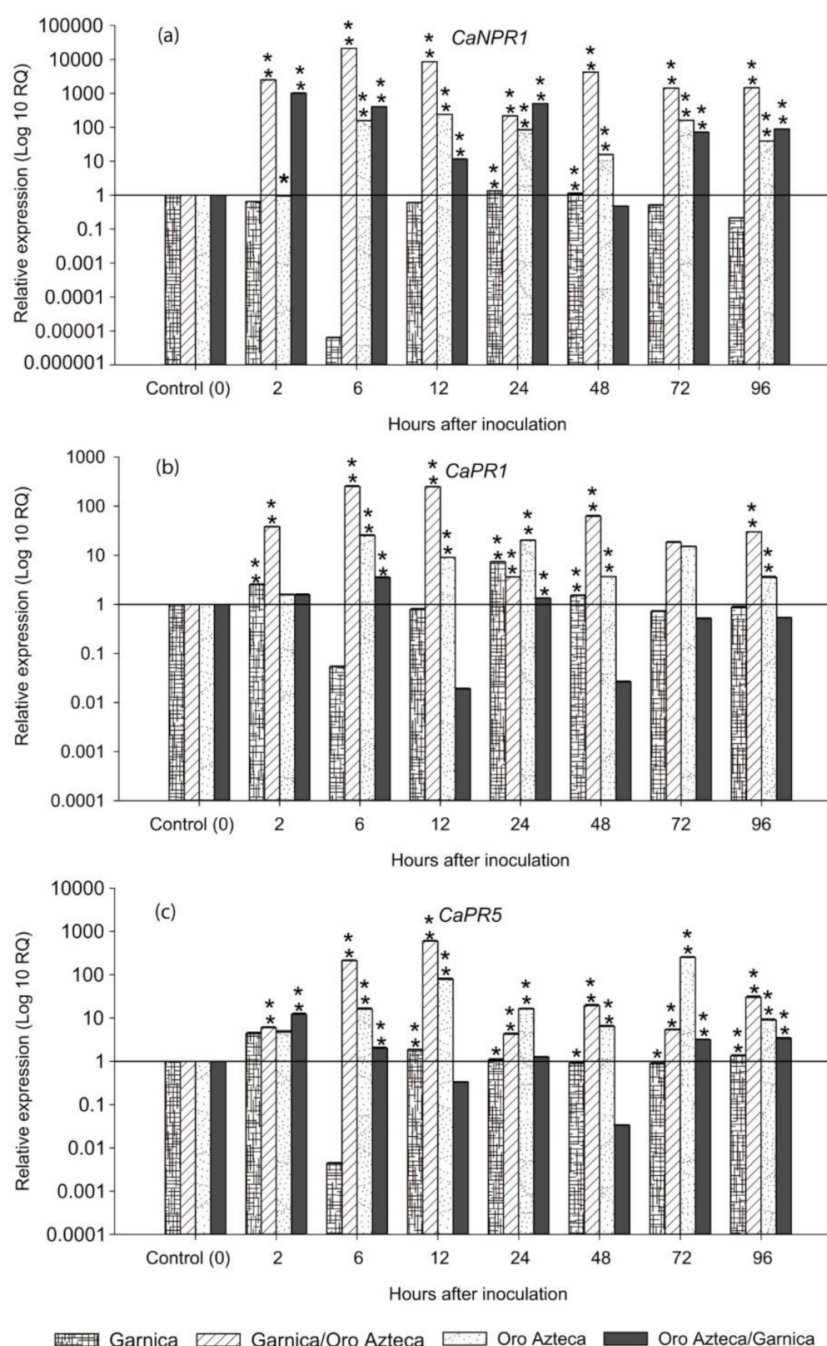 (a)
CaNPR1
Relative expression (Log 10 RQ)
100000
10000
1000
100
10
1
0.1
0.01
0.001
0.0001
0.00001
0.000001
Control (0) 2 6 12 24 48 72 96
Hours after inoculation
(b)
CaPR1
Relative expression (Log 10 RQ)
1000
100
10
1
0.1
0.01
0.001
0.0001
Control (0) 2 6 12 24 48 72 96
Hours after inoculation
(c)
CaPR5
Relative expression (Log 10 RQ)
10000
1000
100
10
1
0.1
0.01
0.001
0.0001
Control (0) 2 6 12 24 48 72 96
Hours after inoculation
Garnica Garnica/Oro Azteca Oro Azteca Oro Azteca/Garnica